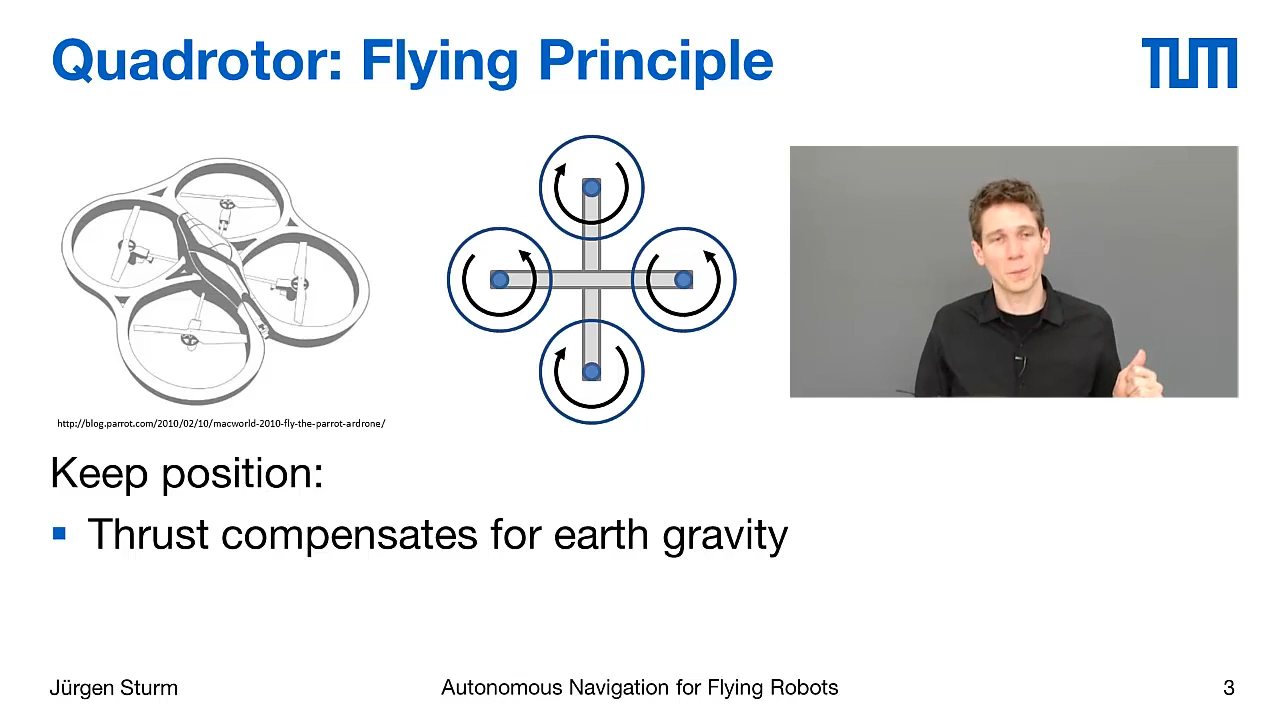 Quadrotor: Flying Principle
TUM
http://blog.parrot.com/2010/02/10/macworld-2010-fly-the-parrot-ardrone/
Keep position:
▪ Thrust compensates for earth gravity
Jürgen Sturm
Autonomous Navigation for Flying Robots
3